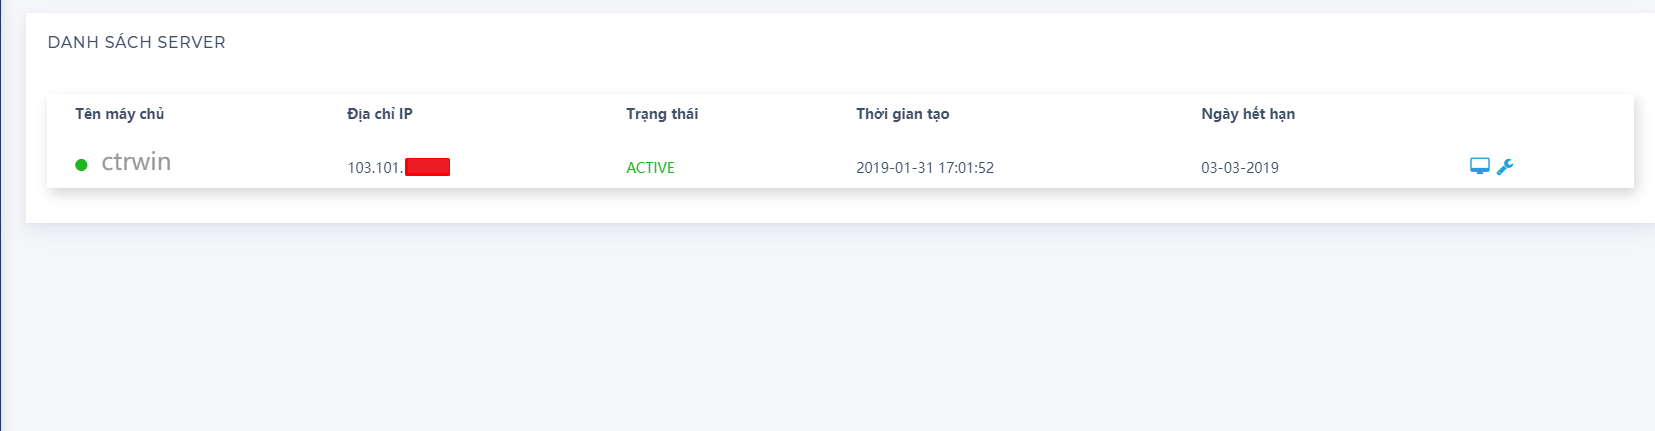 DANH SÁCH SERVER
Tên máy chủ Địa chỉ IP Trạng thái Thời gian tạo Ngày hết hạn
ctrwin 103.101. ACTIVE 2019-01-31 17:01:52 03-03-2019